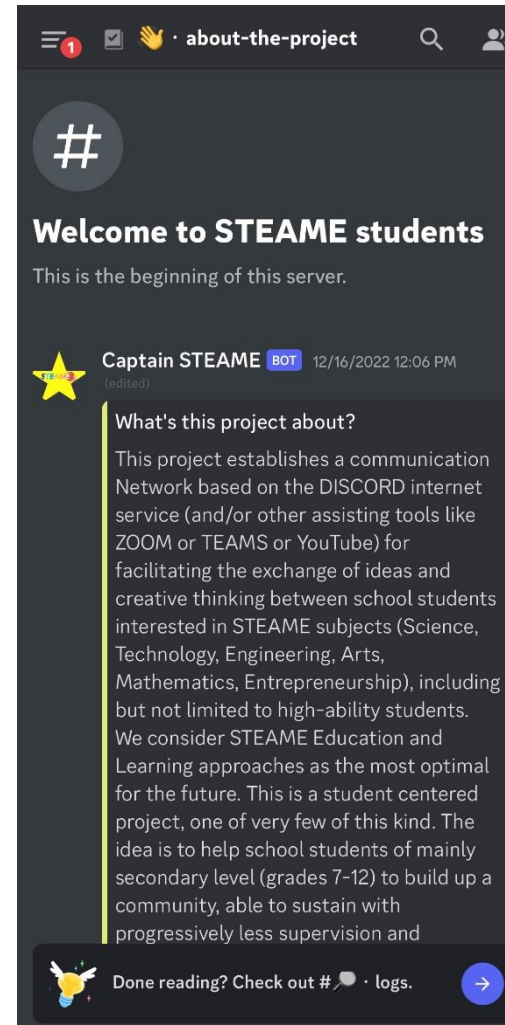 1
👋 · about-the-project
#
Welcome to STEAME students
This is the beginning of this server.
STEAME
Captain STEAME BOT 12/16/2022 12:06 PM
(edited)
What's this project about?
This project establishes a communication
Network based on the DISCORD internet
service (and/or other assisting tools like
ZOOM or TEAMS or YouTube) for
facilitating the exchange of ideas and
creative thinking between school students
interested in STEAME subjects (Science,
Technology, Engineering, Arts,
Mathematics, Entrepreneurship), including
but not limited to high-ability students.
We consider STEAME Education and
Learning approaches as the most optimal
for the future. This is a student centered
project, one of very few of this kind. The
idea is to help school students of mainly
secondary level (grades 7-12) to build up a
community, able to sustain with
progressively less supervision and
Done reading? Check out # · logs.